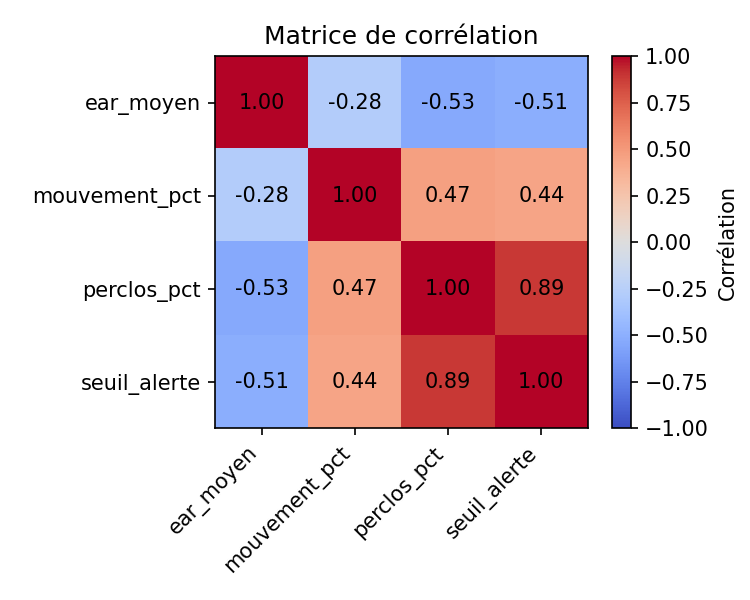 Matrice de corrélation
ear_moyen 1.00 -0.28 -0.53 -0.51
mouvement_pct -0.28 1.00 0.47 0.44
perclos_pct -0.53 0.47 1.00 0.89
seuil_alerte -0.51 0.44 0.89 1.00
ear_moyen
mouvement_pct
perclos_pct
seuil_alerte
1.00
0.75
0.50
0.25
0.00
−0.25
−0.50
−0.75
−1.00
Corrélation